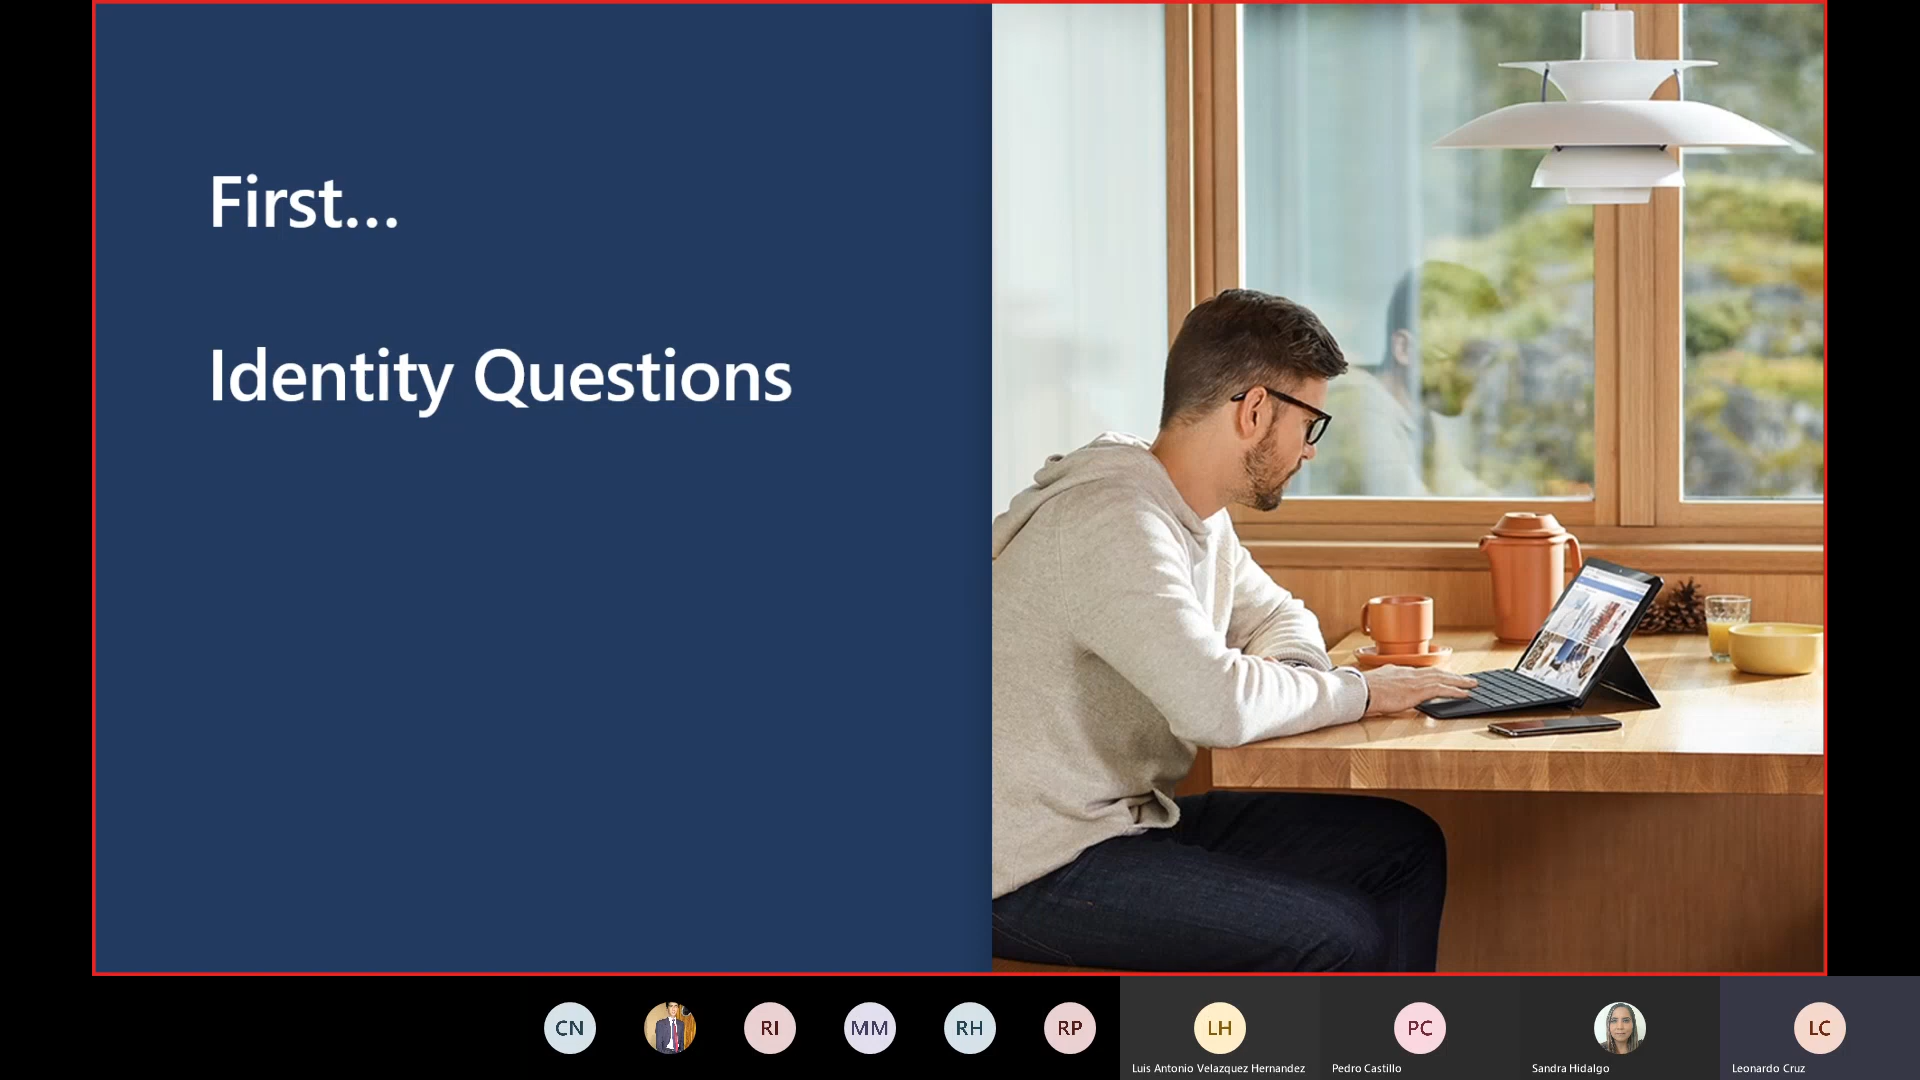 First...
Identity Questions
CN
RI
MM
RH
RP
LH
PC
LC
Luis Antonio Velazquez Hernandez
Pedro Castillo
Sandra Hidalgo
Leonardo Cruz